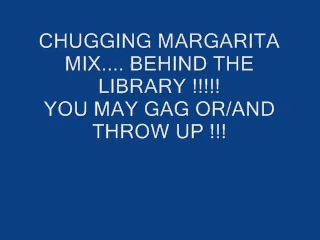 CHUGGING MARGARITA
MIX.... BEHIND THE
LIBRARY !!!!!
YOU MAY GAG OR/AND
THROW UP !!!